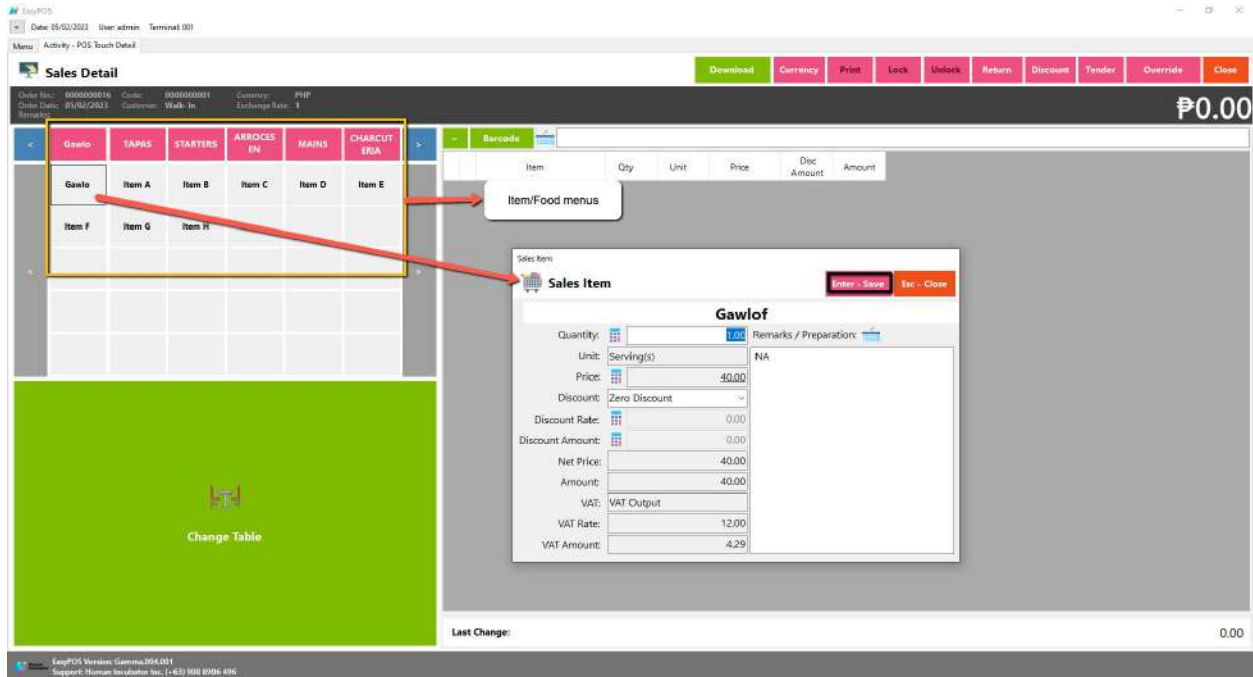 EasyPOS
Date: 05/02/2023 User: admin Terminal: 001
Menu Activity - POS Touch Detail
Sales Detail
Download Currency Print Lock Unlock Return Discount Tender Override Close
Order No.: 0000000016 Code: 0000000001 Currency: PHP
Order Date: 05/02/2023 Customer: Walk-In Exchange Rate: 1
Remarks:
₱0.00
< Gawlo TAPAS STARTERS ARROCES EN MAINS CHARCUT ERIA >
- Barcode
Item Qty Unit Price Disc Amount Amount
Gawlo Item A Item B Item C Item D Item E
Item F Item G Item H
< >
Item/Food menus
Sales Item
Sales Item
Enter - Save Esc - Close
Gawlof
Quantity: 1.00 Remarks / Preparation:
Unit: Serving(s) NA
Price: 40.00
Discount: Zero Discount
Discount Rate: 0.00
Discount Amount: 0.00
Net Price: 40.00
Amount: 40.00
VAT: VAT Output
VAT Rate: 12.00
VAT Amount: 4.29
Change Table
Last Change: 0.00
EasyPOS Version: Gamma.004.001
Support: Human Incubator Inc. (+63) 908 8906 496